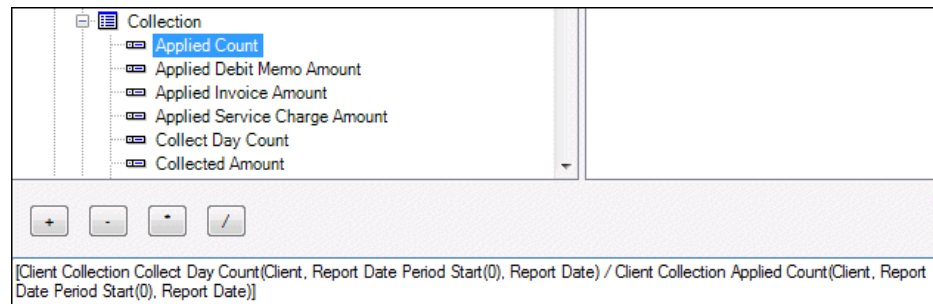 Collection
Applied Count
Applied Debit Memo Amount
Applied Invoice Amount
Applied Service Charge Amount
Collect Day Count
Collected Amount
+ - * /
[Client Collection Collect Day Count(Client, Report Date Period Start(0), Report Date) / Client Collection Applied Count(Client, Report
Date Period Start(0), Report Date)]